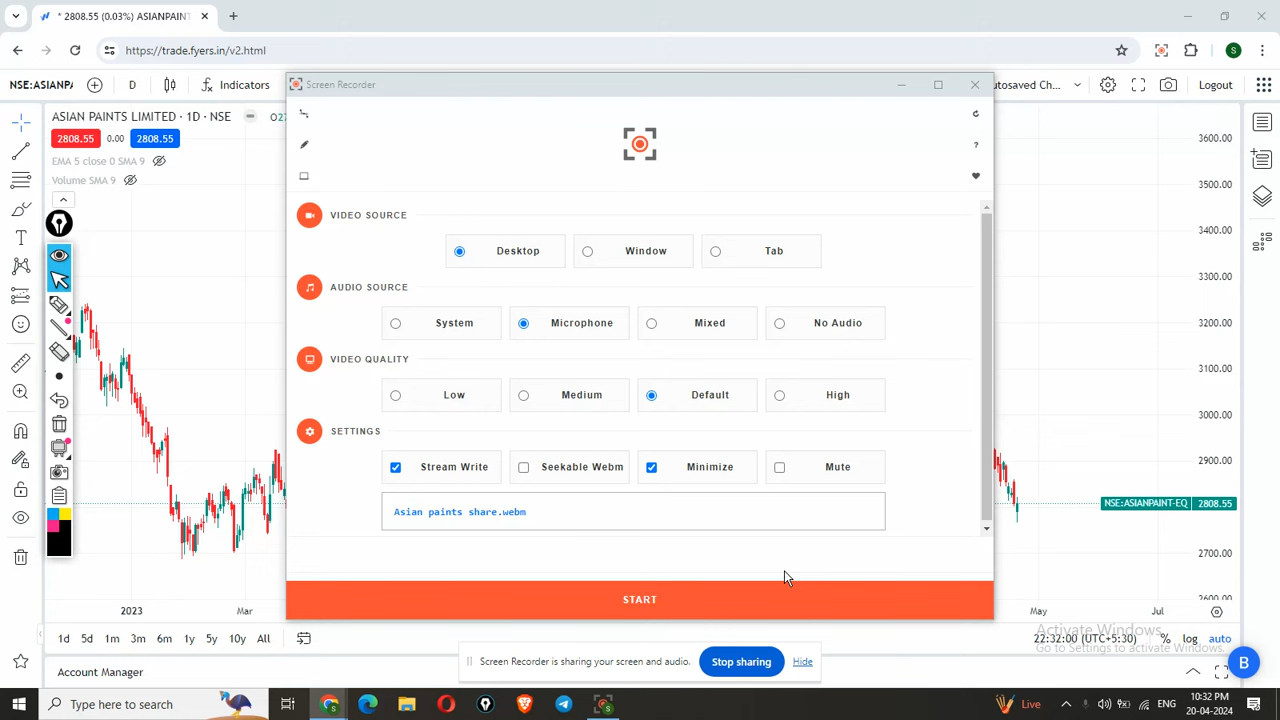 * 2808.55 (0.03%) ASIANPAINT
https://trade.fyers.in/v2.html
S
NSE:ASIANPA
D
Indicators
Screen Recorder
utosaved Ch...
Logout
ASIAN PAINTS LIMITED · 1D · NSE
O27
2808.55
0.00
2808.55
EMA 5 close 0 SMA 9
Volume SMA 9
VIDEO SOURCE
Desktop
Window
Tab
AUDIO SOURCE
System
Microphone
Mixed
No Audio
VIDEO QUALITY
Low
Medium
Default
High
SETTINGS
Stream Write
Seekable Webm
Minimize
Mute
Asian paints share.webm
START
3600.00
3500.00
3400.00
3300.00
3200.00
3100.00
3000.00
2900.00
NSE:ASIANPAINT-EQ 2808.55
2700.00
2600.00
2023
Mar
May
Jul
1d 5d 1m 3m 6m 1y 5y 10y All
22:32:00 (UTC+5:30) % log auto
Activate Windows
Go to Settings to activate Windows.
Screen Recorder is sharing your screen and audio.
Stop sharing
Hide
Account Manager
B
Type here to search
Live
ENG
10:32 PM
20-04-2024